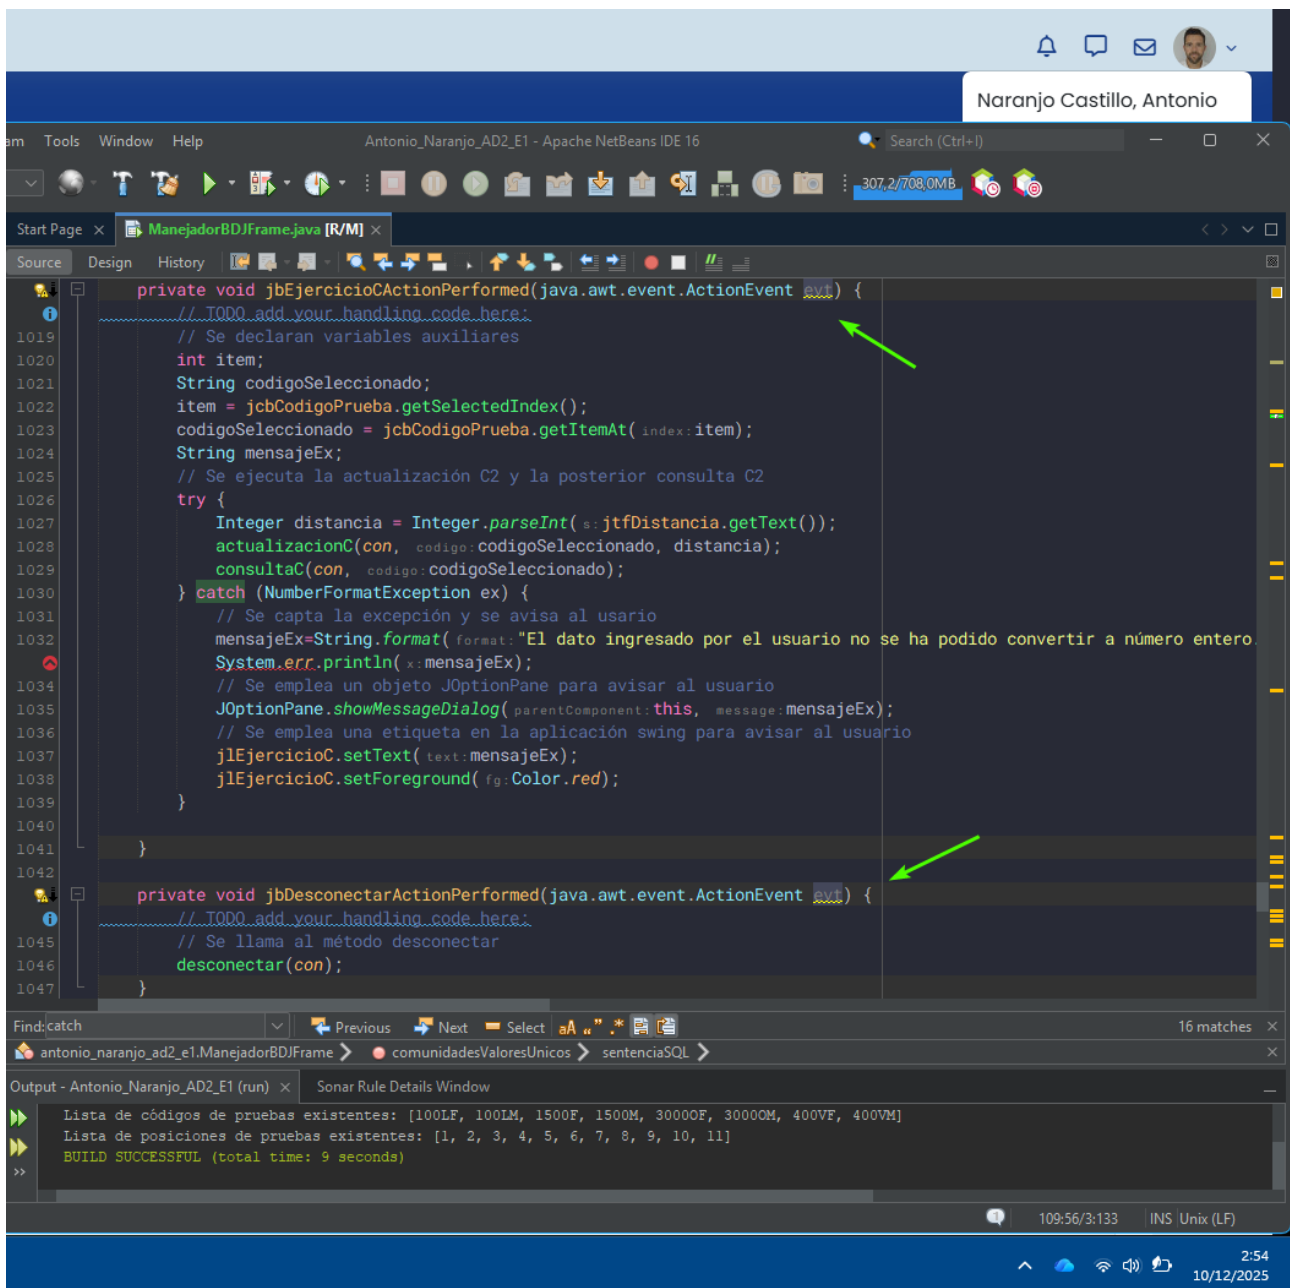 Naranjo Castillo, Antonio
am Tools Window Help Antonio_Naranjo_AD2_E1 - Apache NetBeans IDE 16 Search (Ctrl+I)
307,2/708,0MB
Start Page ManejadorBDJFrame.java [R/M]
Source Design History
private void jbEjercicioCActionPerformed(java.awt.event.ActionEvent evt) {
// TODO add your handling code here:
1019 // Se declaran variables auxiliares
1020 int item;
1021 String codigoSeleccionado;
1022 item = jcbCodigoPrueba.getSelectedIndex();
1023 codigoSeleccionado = jcbCodigoPrueba.getItemAt( index: item);
1024 String mensajeEx;
1025 // Se ejecuta la actualización C2 y la posterior consulta C2
1026 try {
1027 Integer distancia = Integer.parseInt( s: jtfDistancia.getText());
1028 actualizacionC(con, codigo: codigoSeleccionado, distancia);
1029 consultaC(con, codigo: codigoSeleccionado);
1030 } catch (NumberFormatException ex) {
1031 // Se capta la excepción y se avisa al usario
1032 mensajeEx=String.format( format: "El dato ingresado por el usuario no se ha podido convertir a número entero.
System.err.println( x: mensajeEx);
1034 // Se emplea un objeto JOptionPane para avisar al usuario
1035 JOptionPane.showMessageDialog( parentComponent: this, message: mensajeEx);
1036 // Se emplea una etiqueta en la aplicación swing para avisar al usuario
1037 jlEjercicioC.setText( text: mensajeEx);
1038 jlEjercicioC.setForeground( fg: Color.red);
1039 }
1040
1041 }
1042
private void jbDesconectarActionPerformed(java.awt.event.ActionEvent evt) {
// TODO add your handling code here:
1045 // Se llama al método desconectar
1046 desconectar(con);
1047 }
Find: catch Previous Next Select aA “” .* 16 matches
antonio_naranjo_ad2_e1.ManejadorBDJFrame comunidadesValoresUnicos sentenciaSQL
Output - Antonio_Naranjo_AD2_E1 (run) Sonar Rule Details Window
Lista de códigos de pruebas existentes: [100LF, 100LM, 1500F, 1500M, 3000OF, 3000OM, 400VF, 400VM]
Lista de posiciones de pruebas existentes: [1, 2, 3, 4, 5, 6, 7, 8, 9, 10, 11]
BUILD SUCCESSFUL (total time: 9 seconds)
1 109:56/3:133 INS Unix (LF)
2:54
10/12/2025